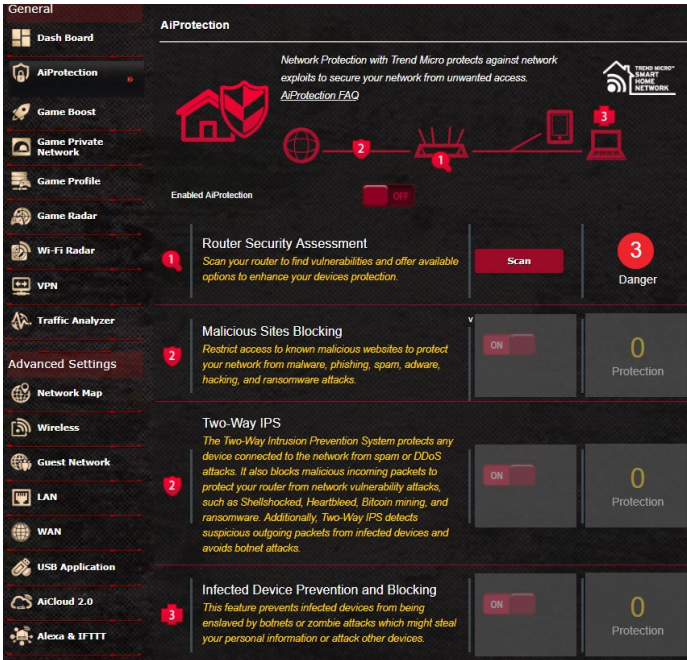 General
Dash Board
AiProtection
Game Boost
Game Private
Network
Game Profile
Game Radar
Wi-Fi Radar
VPN
Traffic Analyzer
Advanced Settings
Network Map
Wireless
Guest Network
LAN
WAN
USB Application
AiCloud 2.0
Alexa & IFTTT
AiProtection
Network Protection with Trend Micro protects against network
exploits to secure your network from unwanted access.
AiProtection FAQ
TREND MICRO™
SMART
HOME
NETWORK
2
1
3
Enabled AiProtection
OFF
1
Router Security Assessment
Scan your router to find vulnerabilities and offer available
options to enhance your devices protection.
Scan
3
Danger
2
Malicious Sites Blocking
Restrict access to known malicious websites to protect
your network from malware, phishing, spam, adware,
hacking, and ransomware attacks.
v
ON
0
Protection
2
Two-Way IPS
The Two-Way Intrusion Prevention System protects any
device connected to the network from spam or DDoS
attacks. It also blocks malicious incoming packets to
protect your router from network vulnerability attacks,
such as Shellshocked, Heartbleed, Bitcoin mining, and
ransomware. Additionally, Two-Way IPS detects
suspicious outgoing packets from infected devices and
avoids botnet attacks.
ON
0
Protection
3
Infected Device Prevention and Blocking
This feature prevents infected devices from being
enslaved by botnets or zombie attacks which might steal
your personal information or attack other devices.
ON
0
Protection